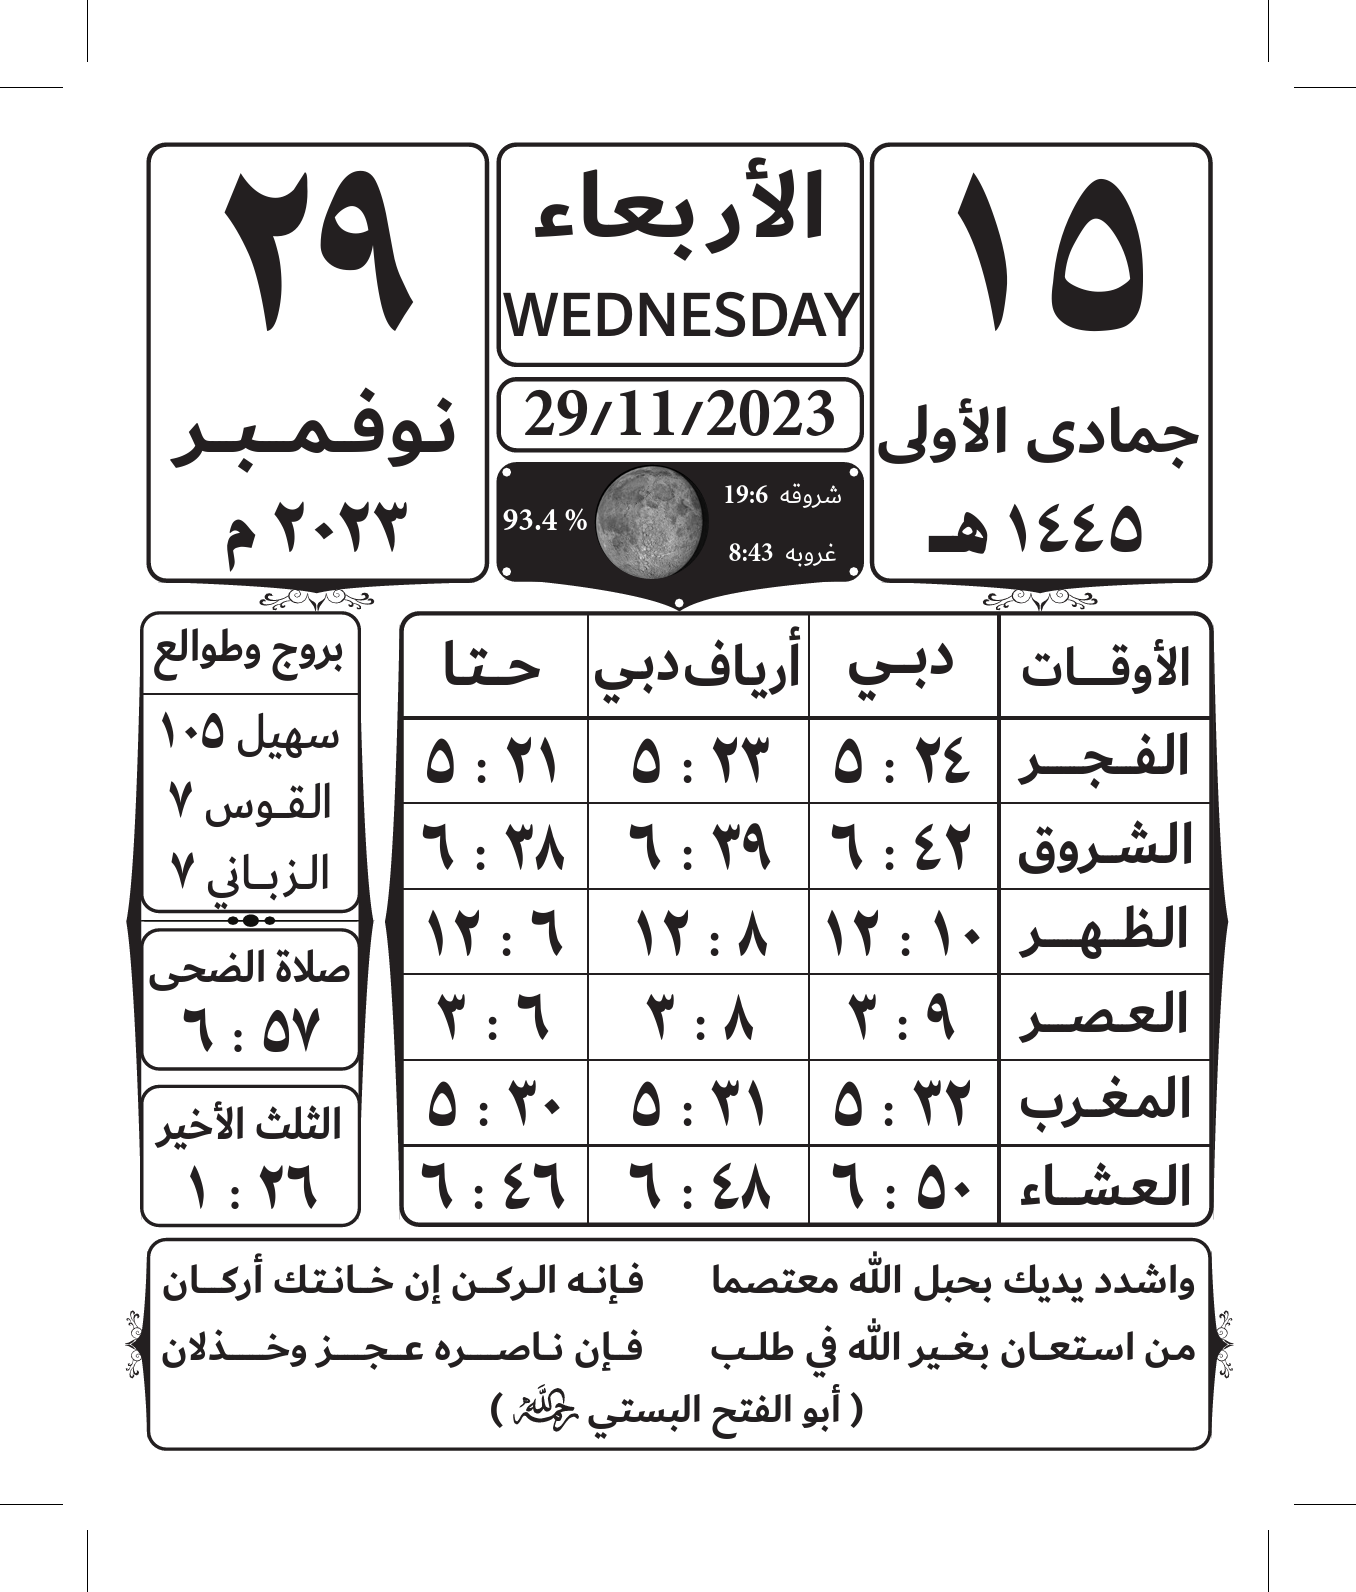 ١٥
جمادى الأولى
١٤٤٥ هـ
الأربعاء
WEDNESDAY
29/11/2023
شروقه 19:6
غروبه 8:43
93.4 %
٢٩
نوفمبر
٢٠٢٣ م
الأوقات دبي أرياف دبي حتا
الفجر ٢٤ : ٥ ٢٣ : ٥ ٢١ : ٥
الشروق ٤٢ : ٦ ٣٩ : ٦ ٣٨ : ٦
الظهر ١٠ : ١٢ ٨ : ١٢ ٦ : ١٢
العصر ٩ : ٣ ٨ : ٣ ٦ : ٣
المغرب ٣٢ : ٥ ٣١ : ٥ ٣٠ : ٥
العشاء ٥٠ : ٦ ٤٨ : ٦ ٤٦ : ٦
بروج وطوالع
سهيل ١٠٥
القوس ٧
الزباني ٧
صلاة الضحى
٥٧ : ٦
الثلث الأخير
٢٦ : ١
واشدد يديك بحبل الله معتصما فإنه الركن إن خانتك أركان
من استعان بغير الله في طلب فإن ناصره عجز وخذلان
( أبو الفتح البستي رحمه الله )